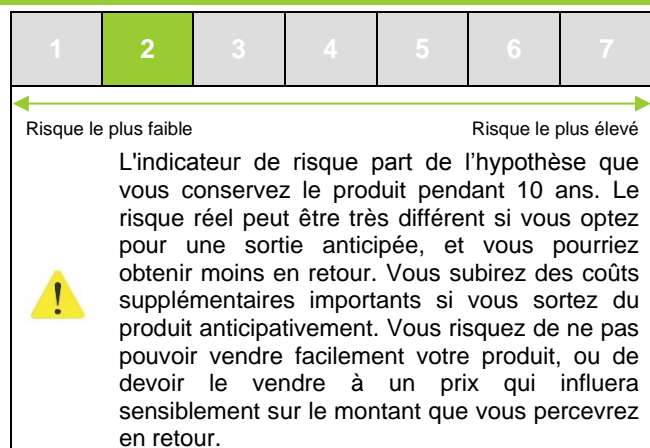 1 2 3 4 5 6 7
Risque le plus faible Risque le plus élevé
L'indicateur de risque part de l’hypothèse que
vous conservez le produit pendant 10 ans. Le
risque réel peut être très différent si vous optez
pour une sortie anticipée, et vous pourriez
obtenir moins en retour. Vous subirez des coûts
supplémentaires importants si vous sortez du
produit anticipativement. Vous risquez de ne pas
pouvoir vendre facilement votre produit, ou de
devoir le vendre à un prix qui influera
sensiblement sur le montant que vous percevrez
en retour.